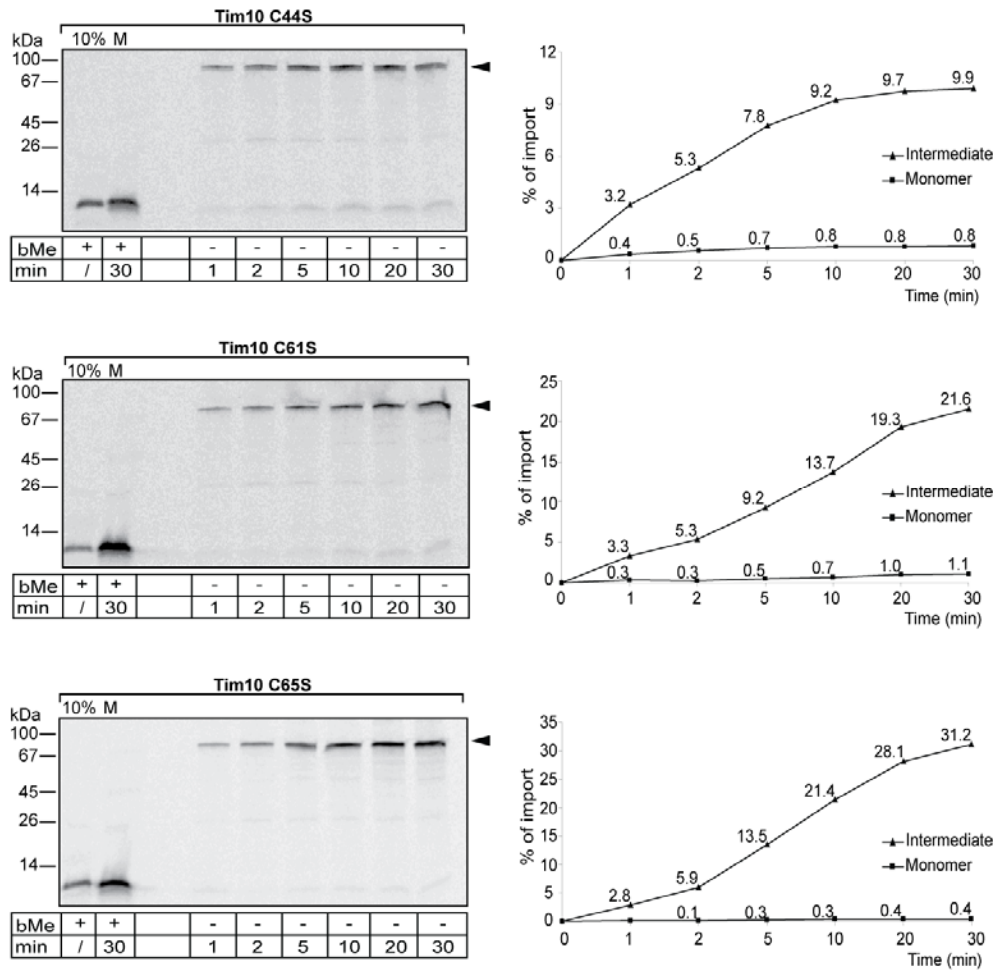 Tim10 C44S
kDa
10% M
100
67
45
26
14
bMe + + - - - - - -
min / 30 1 2 5 10 20 30
12
9
6
3
0
% of import
3.2
5.3
7.8
9.2
9.7
9.9
0.4
0.5
0.7
0.8
0.8
0.8
Intermediate
Monomer
0 1 2 5 10 20 30
Time (min)
Tim10 C61S
kDa
10% M
100
67
45
26
14
bMe + + - - - - - -
min / 30 1 2 5 10 20 30
25
20
15
10
5
0
% of import
3.3
5.3
9.2
13.7
19.3
21.6
0.3
0.3
0.5
0.7
1.0
1.1
Intermediate
Monomer
0 1 2 5 10 20 30
Time (min)
Tim10 C65S
kDa
10% M
100
67
45
26
14
bMe + + - - - - - -
min / 30 1 2 5 10 20 30
35
30
25
20
15
10
5
0
% of import
2.8
5.9
13.5
21.4
28.1
31.2
0.1
0.3
0.3
0.4
0.4
Intermediate
Monomer
0 1 2 5 10 20 30
Time (min)